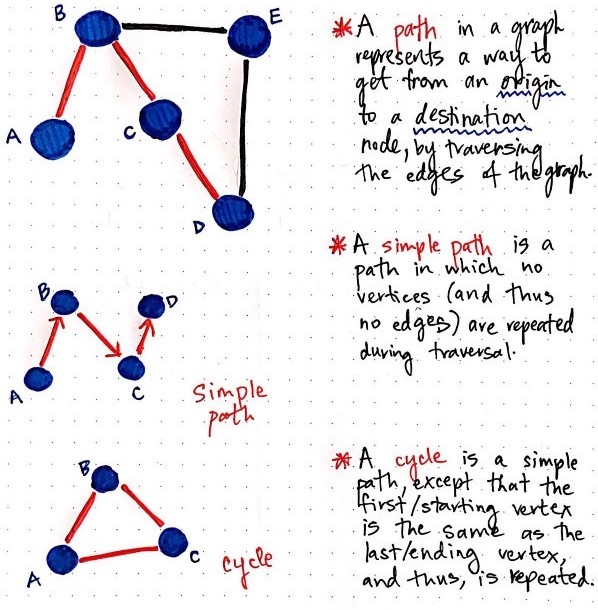 B
E
A
C
D
* A path in a graph
represents a way to
get from an origin
to a destination
node, by traversing
the edges of the graph.
B
D
A
C
Simple
path
* A simple path is a
path in which no
vertices (and thus
no edges) are repeated
during traversal.
B
A
C
cycle
* A cycle is a simple
path, except that the
first/starting vertex
is the same as the
last/ending vertex,
and thus, is repeated.